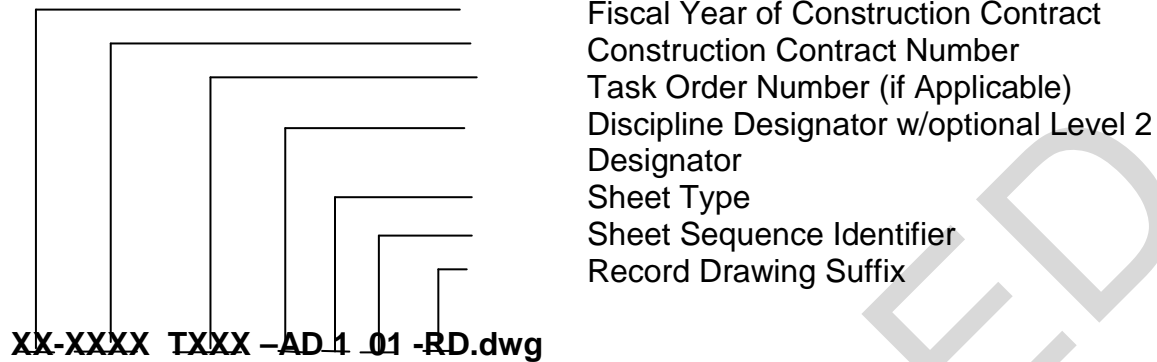 Fiscal Year of Construction Contract
Construction Contract Number
Task Order Number (if Applicable)
Discipline Designator w/optional Level 2
Designator
Sheet Type
Sheet Sequence Identifier
Record Drawing Suffix
XX-XXXX TXXX –AD 1 01 -RD.dwg
ED